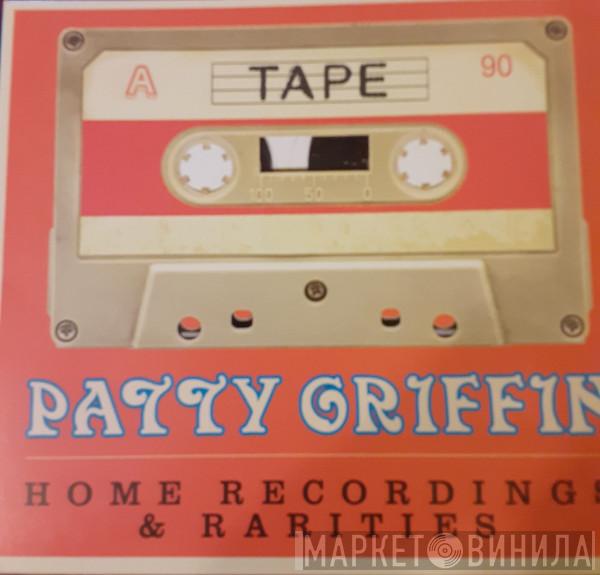 A
TAPE
90
100 50 0
PATTY GRIFFIN
HOME RECORDINGS
& RARITIES
МАРКЕТ ВИНИЛА